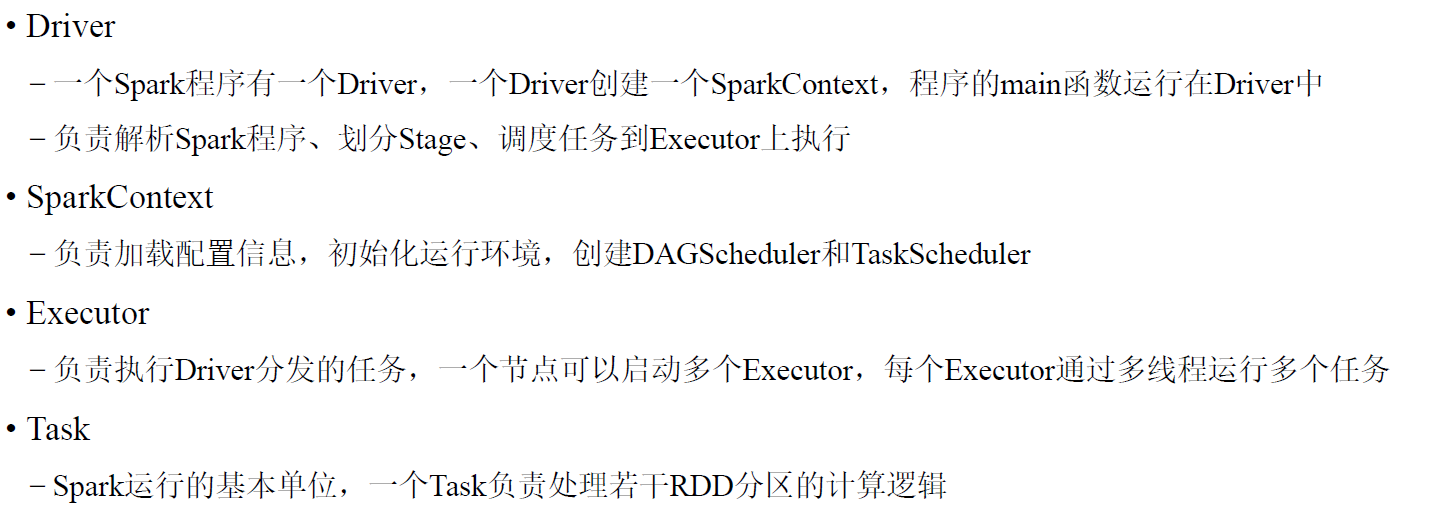 • Driver
– 一个Spark程序有一个Driver，一个Driver创建一个SparkContext，程序的main函数运行在Driver中
– 负责解析Spark程序、划分Stage、调度任务到Executor上执行
• SparkContext
– 负责加载配置信息，初始化运行环境，创建DAGScheduler和TaskScheduler
• Executor
– 负责执行Driver分发的任务，一个节点可以启动多个Executor，每个Executor通过多线程运行多个任务
• Task
– Spark运行的基本单位，一个Task负责处理若干RDD分区的计算逻辑